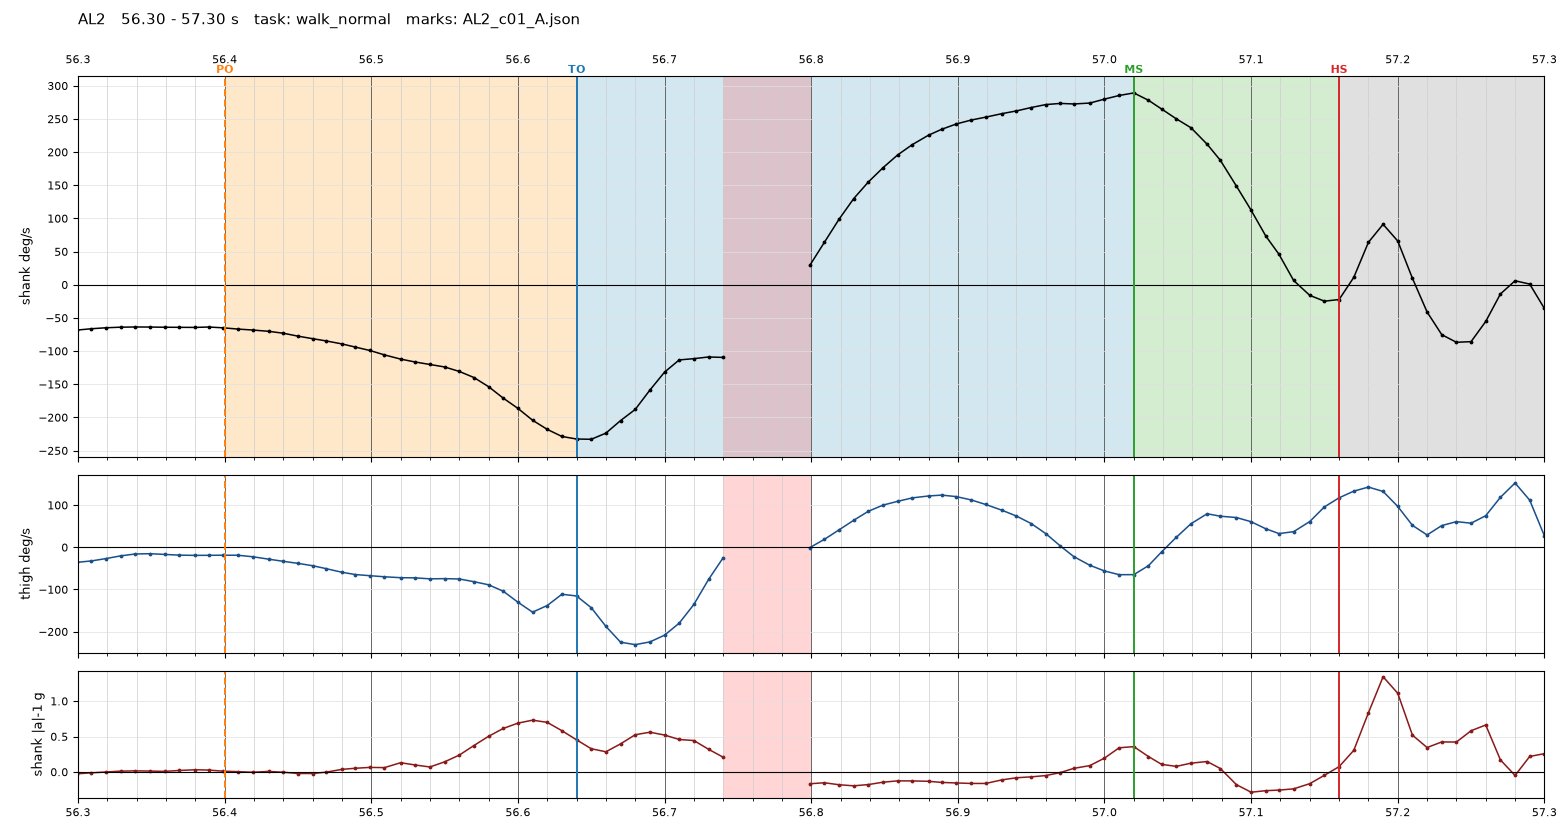 AL2   56.30 - 57.30 s   task: walk_normal   marks: AL2_c01_A.json
56.3 56.4 56.5 56.6 56.7 56.8 56.9 57.0 57.1 57.2 57.3
PO TO MS HS
shank deg/s
300
250
200
150
100
50
0
−50
−100
−150
−200
−250
thigh deg/s
100
0
−100
−200
shank |a|-1 g
1.0
0.5
0.0
56.3 56.4 56.5 56.6 56.7 56.8 56.9 57.0 57.1 57.2 57.3